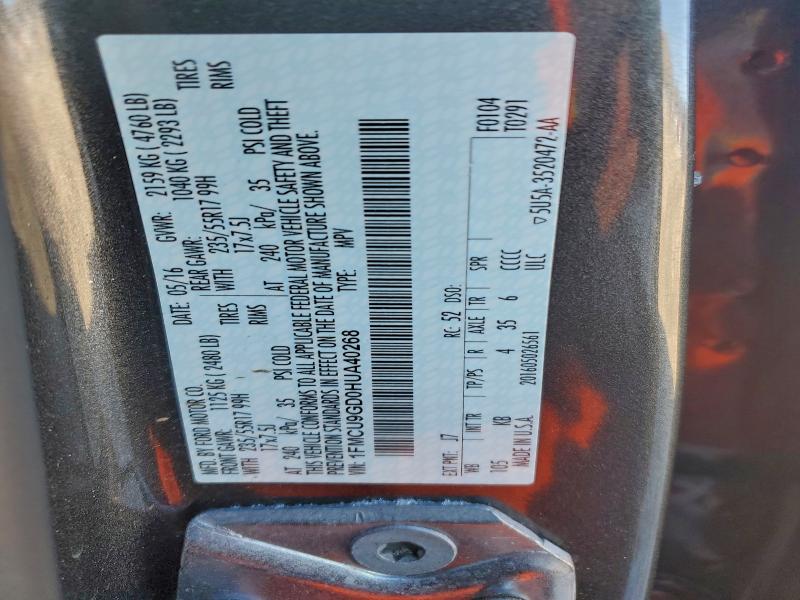 MFD. BY FORD MOTOR CO.
DATE: 05/16 GVWR: 2159 KG ( 4760 LB)
FRONT GAWR: 1125 KG ( 2480 LB) REAR GAWR: 1040 KG ( 2293 LB)
WITH 235/55R17 99H TIRES WITH 235/55R17 99H TIRES
17x7.5J RIMS 17x7.5J RIMS
AT 240 kPa/ 35 PSI COLD AT 240 kPa/ 35 PSI COLD
THIS VEHICLE CONFORMS TO ALL APPLICABLE FEDERAL MOTOR VEHICLE SAFETY AND THEFT
PREVENTION STANDARDS IN EFFECT ON THE DATE OF MANUFACTURE SHOWN ABOVE.
VIN: 1FMCU9GD0HUA40268 TYPE: MPV
EXT PNT: J7 RC: 52 DSO: F0104
WB INT TR TP/PS R AXLE TR SPR T0291
105 KB 4 35 6 CCCC
MADE IN U.S.A. 201605026561 ULC ▽5U5A-3520472-AA